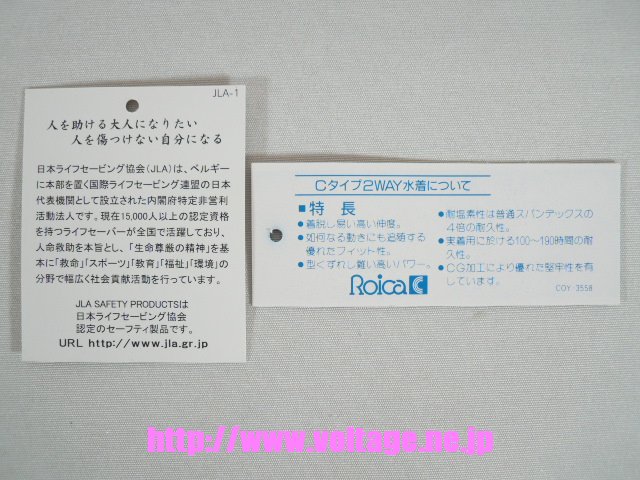 JLA-1
人を助ける大人になりたい
人を傷つけない自分になる
日本ライフセービング協会(JLA)は、ベルギー
に本部を置く国際ライフセービング連盟の日本
代表機関として設立された内閣府特定非営利
活動法人です。現在15,000人以上の認定資格
を持つライフセーバーが全国で活躍しており、
人命救助を本旨とし、「生命尊厳の精神」を基
本に「救命」「スポーツ」「教育」「福祉」「環境」の
分野で幅広く社会貢献活動を行っています。
JLA SAFETY PRODUCTSは
日本ライフセービング協会
認定のセーフティ製品です。
URL http://www.jla.gr.jp
Cタイプ2WAY水着について
■特長
●着脱し易い高い伸度。
●如何なる動きにも追随する
優れたフィット性。
●型くずれし難い高いパワー。
Roica C
●耐塩素性は普通スパンデックスの
4倍の耐久性。
●実着用に於ける100~190時間の耐
久性。
●CG加工により優れた堅牢性を有
しています。
COY-3558
http://www.voltage.ne.jp